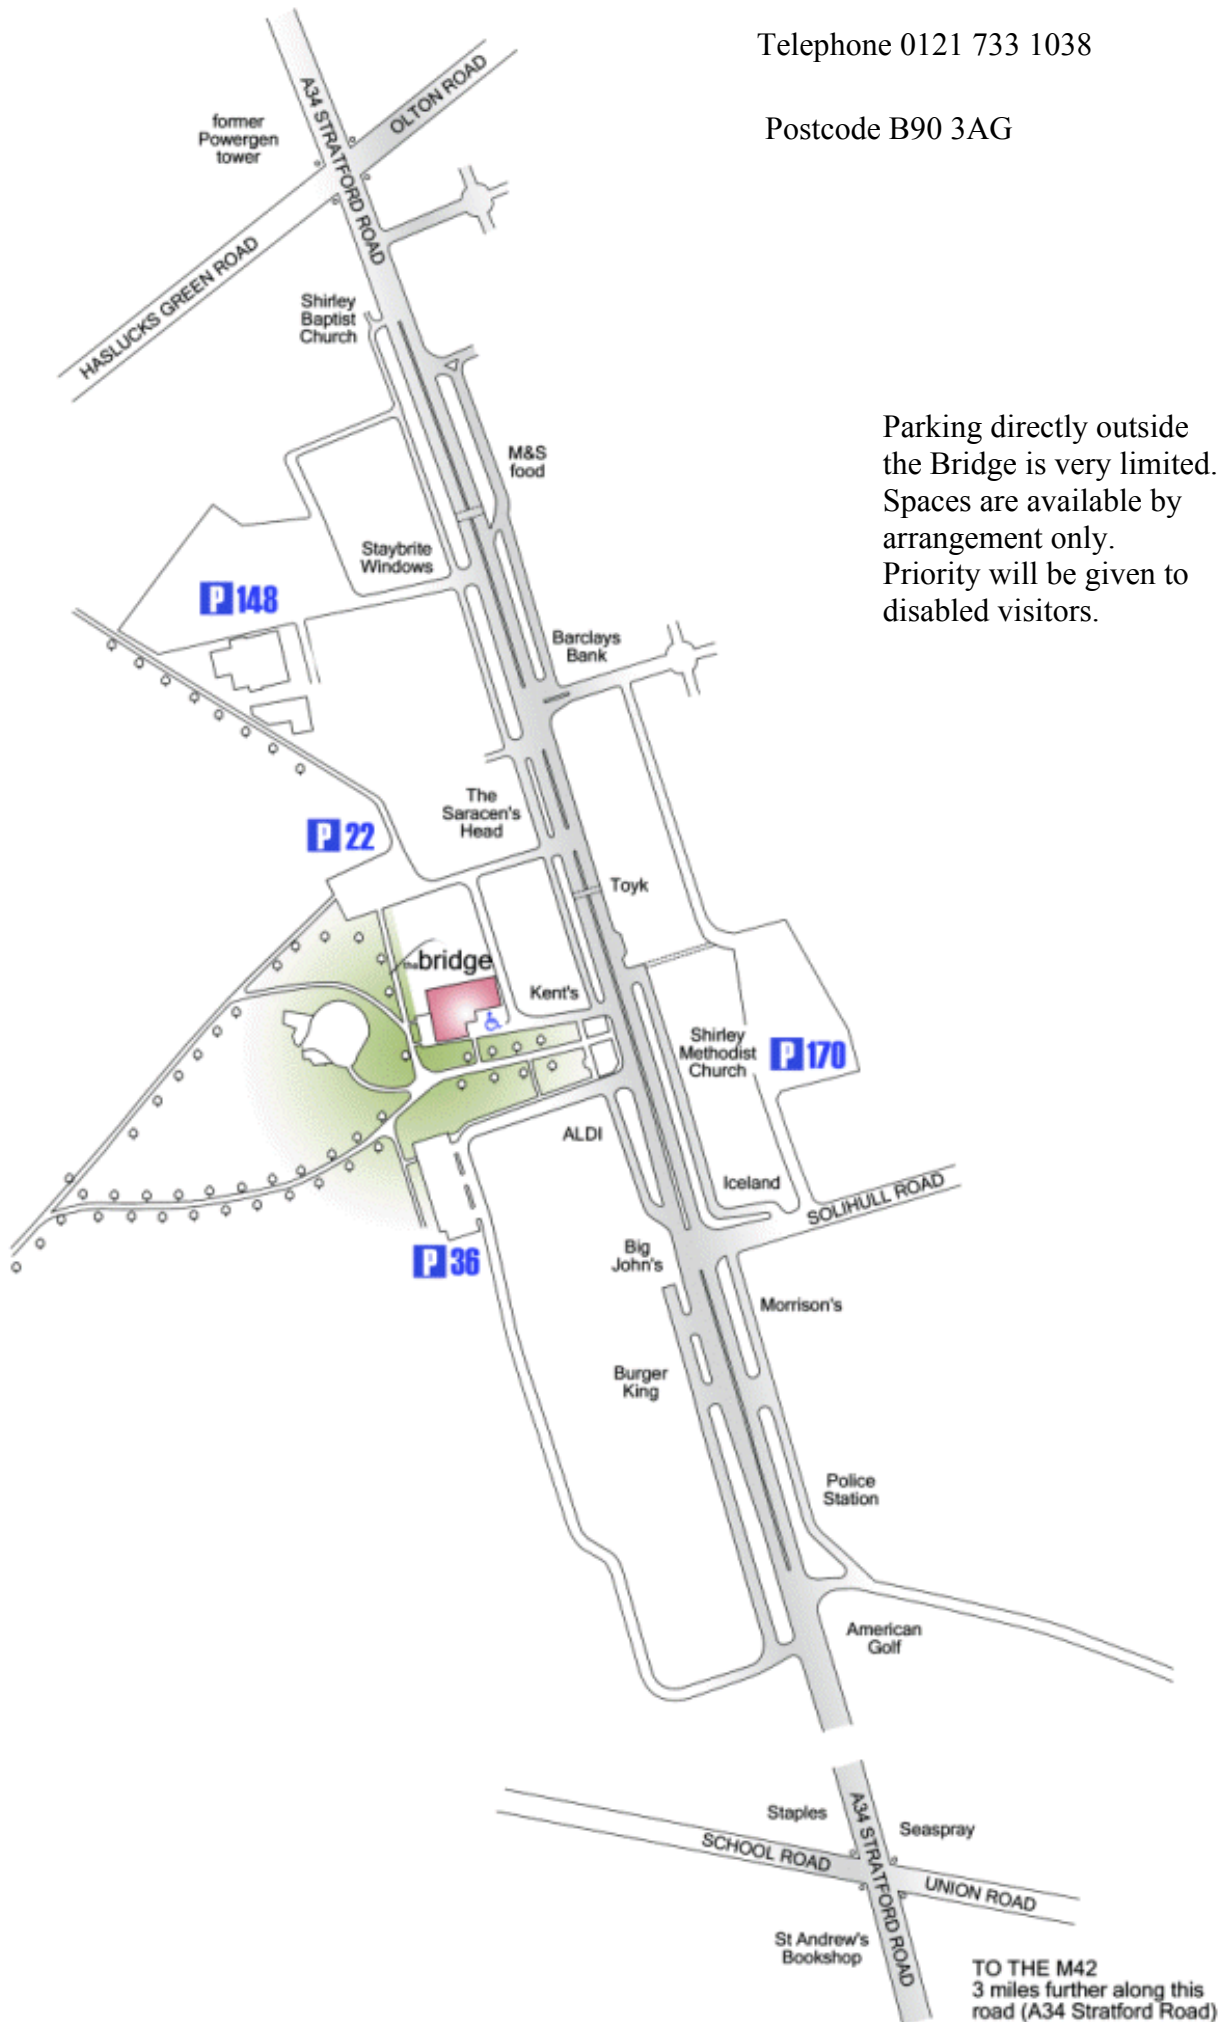 Telephone 0121 733 1038
Postcode B90 3AG
A34 STRATFORD ROAD
OLTON ROAD
former
Powergen
tower
HASLUCKS GREEN ROAD
Shirley
Baptist
Church
Parking directly outside
the Bridge is very limited.
Spaces are available by
arrangement only.
Priority will be given to
disabled visitors.
M&S
food
Staybrite
Windows
P 148
Barclays
Bank
The
Saracen's
Head
P 22
Toyk
the bridge
Kent's
Shirley
Methodist
Church
P 170
ALDI
Iceland
SOLIHULL ROAD
Big
John's
P 36
Morrison's
Burger
King
Police
Station
American
Golf
Staples
A34 STRATFORD ROAD
Seaspray
SCHOOL ROAD
UNION ROAD
St Andrew's
Bookshop
TO THE M42
3 miles further along this
road (A34 Stratford Road)